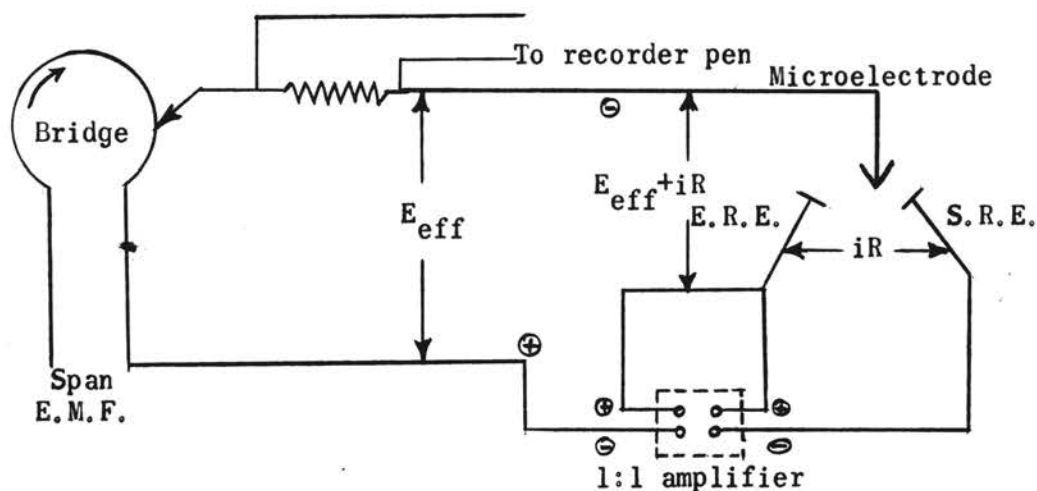 To recorder pen
Microelectrode
Bridge
⊖
E_eff
E_eff+iR
E.R.E.
S.R.E.
iR
⊕
Span
E.M.F.
⊕ ⊕
⊖ ⊖
1:1 amplifier